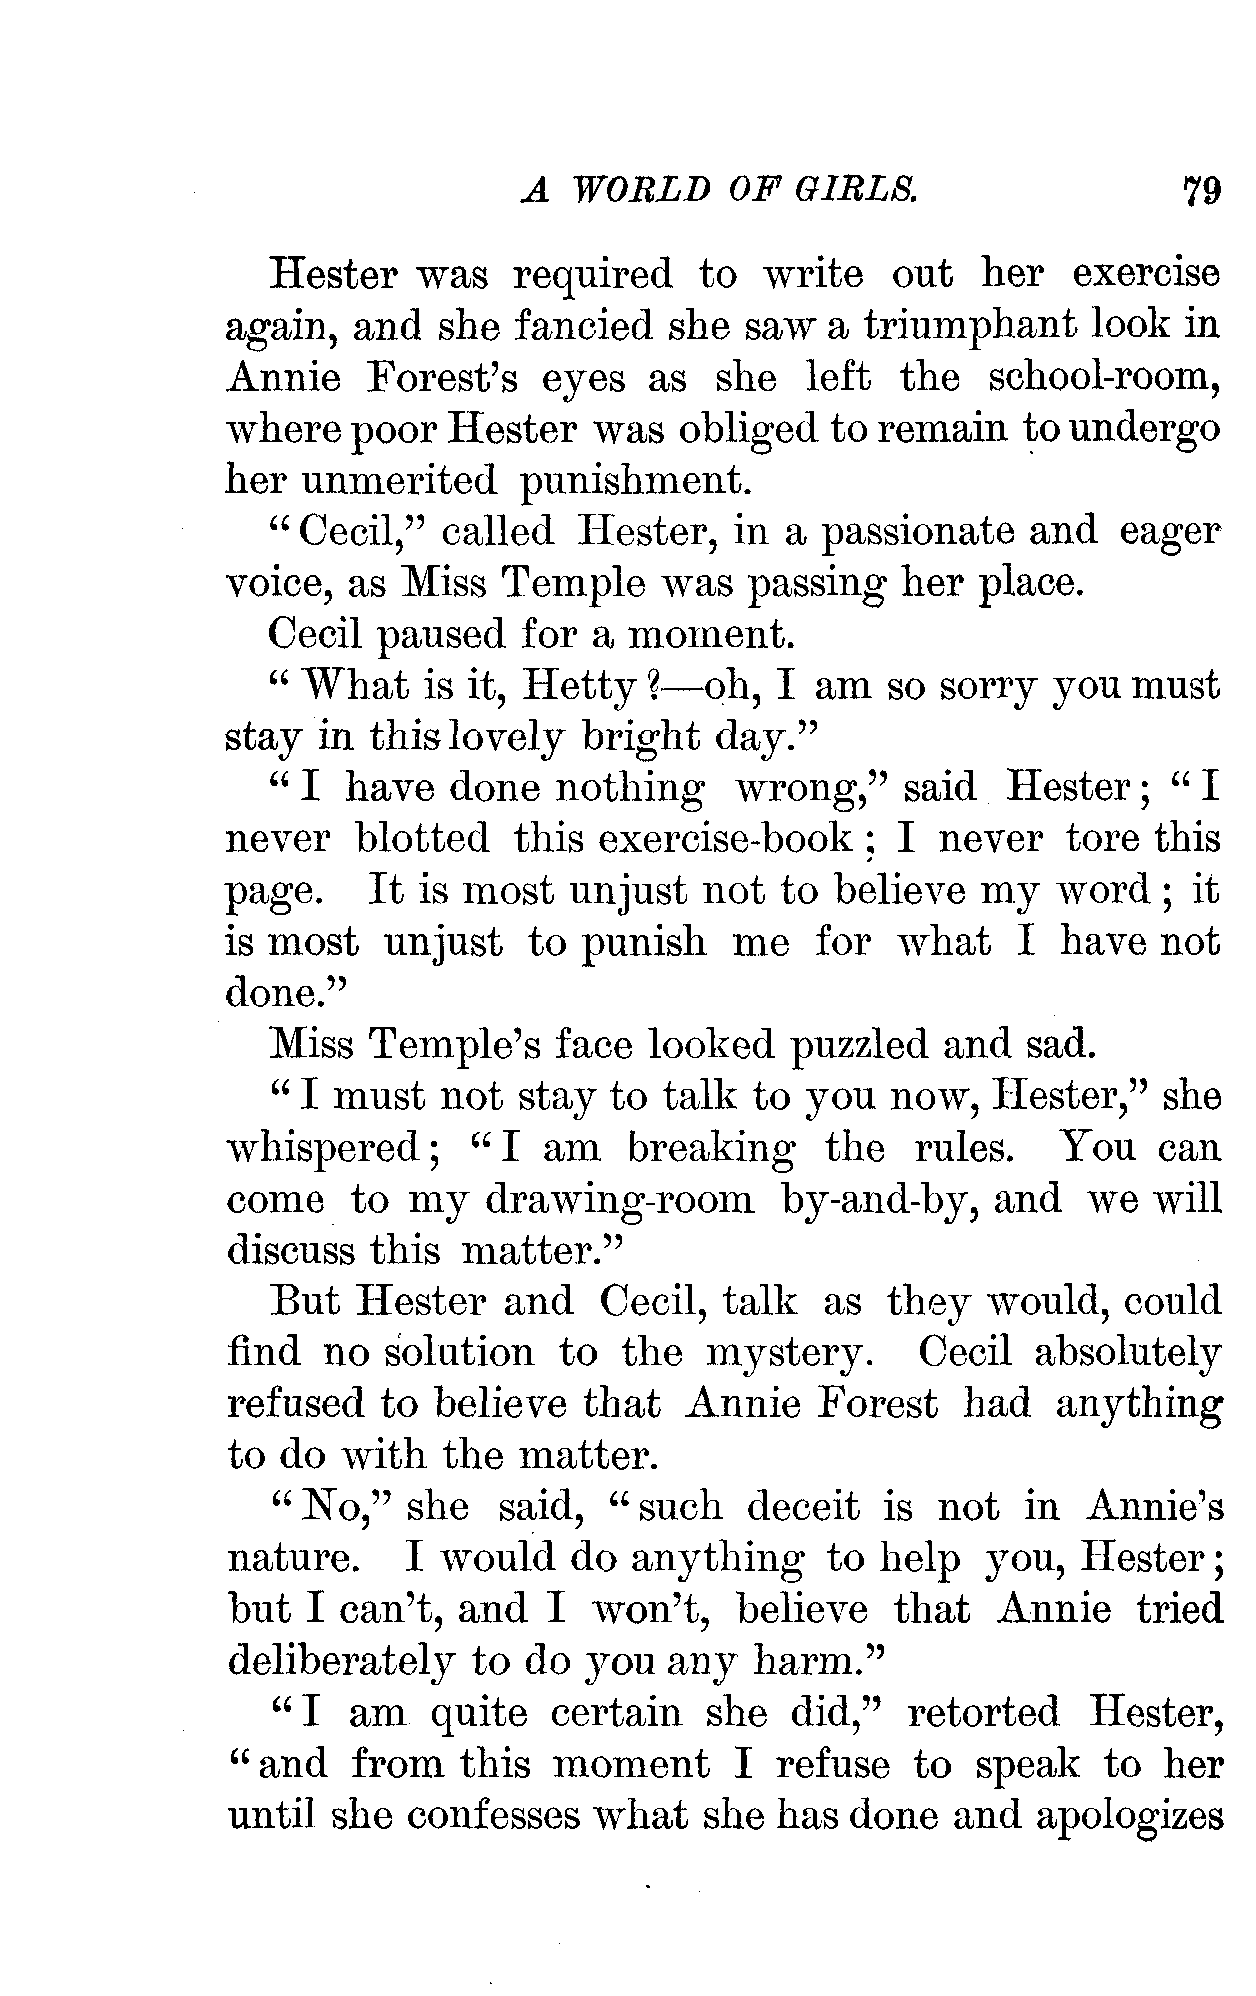 A WORLD OF GIRLS. 79
Hester was required to write out her exercise
again, and she fancied she saw a triumphant look in
Annie Forest's eyes as she left the school-room,
where poor Hester was obliged to remain to undergo
her unmerited punishment.
"Cecil," called Hester, in a passionate and eager
voice, as Miss Temple was passing her place.
Cecil paused for a moment.
"What is it, Hetty?—oh, I am so sorry you must
stay in this lovely bright day."
"I have done nothing wrong," said Hester; "I
never blotted this exercise-book; I never tore this
page. It is most unjust not to believe my word; it
is most unjust to punish me for what I have not
done."
Miss Temple's face looked puzzled and sad.
"I must not stay to talk to you now, Hester," she
whispered; "I am breaking the rules. You can
come to my drawing-room by-and-by, and we will
discuss this matter."
But Hester and Cecil, talk as they would, could
find no solution to the mystery. Cecil absolutely
refused to believe that Annie Forest had anything
to do with the matter.
"No," she said, "such deceit is not in Annie's
nature. I would do anything to help you, Hester;
but I can't, and I won't, believe that Annie tried
deliberately to do you any harm."
"I am quite certain she did," retorted Hester,
"and from this moment I refuse to speak to her
until she confesses what she has done and apologizes